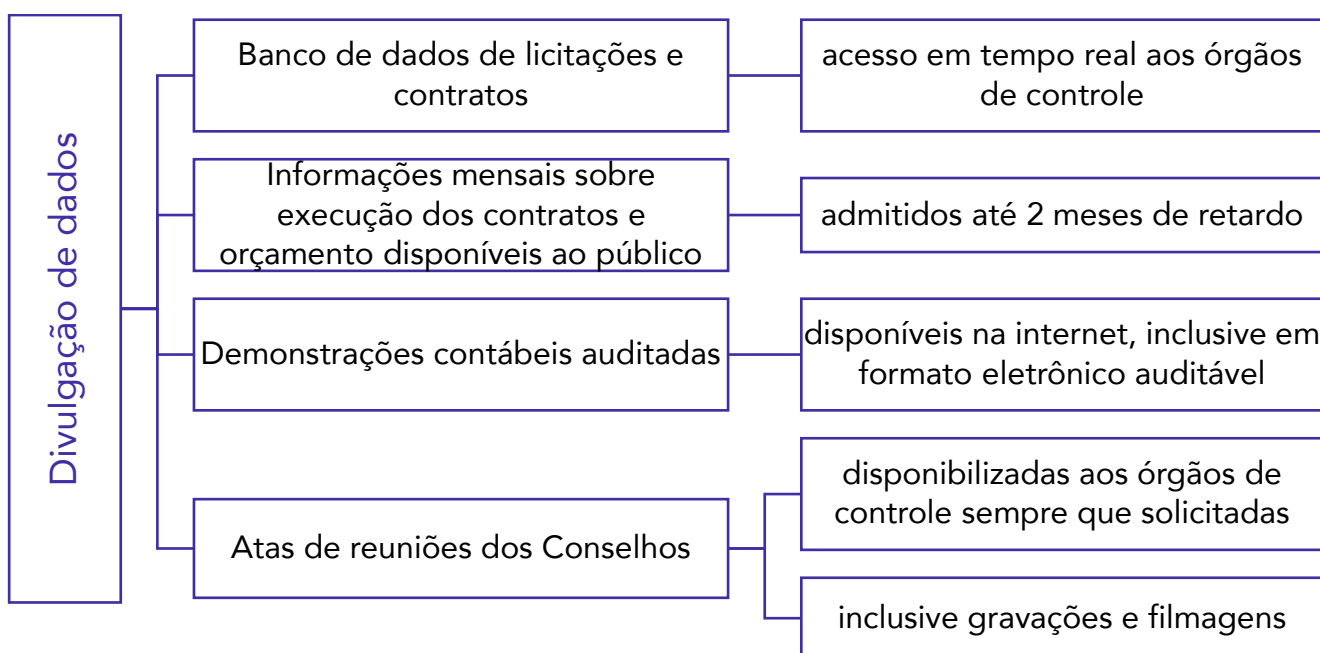 Divulgação de dados
Banco de dados de licitações e
contratos
acesso em tempo real aos órgãos
de controle
Informações mensais sobre
execução dos contratos e
orçamento disponíveis ao público
admitidos até 2 meses de retardo
Demonstrações contábeis auditadas
disponíveis na internet, inclusive em
formato eletrônico auditável
Atas de reuniões dos Conselhos
disponibilizadas aos órgãos de
controle sempre que solicitadas
inclusive gravações e filmagens